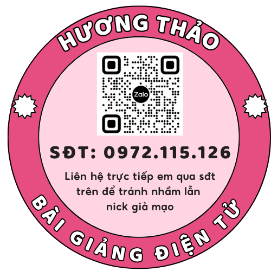 HƯƠNG THẢO
Zalo
SĐT: 0972.115.126
Liên hệ trực tiếp em qua sđt
trên để tránh nhầm lẫn
nick giả mạo
BÀI GIẢNG ĐIỆN TỬ